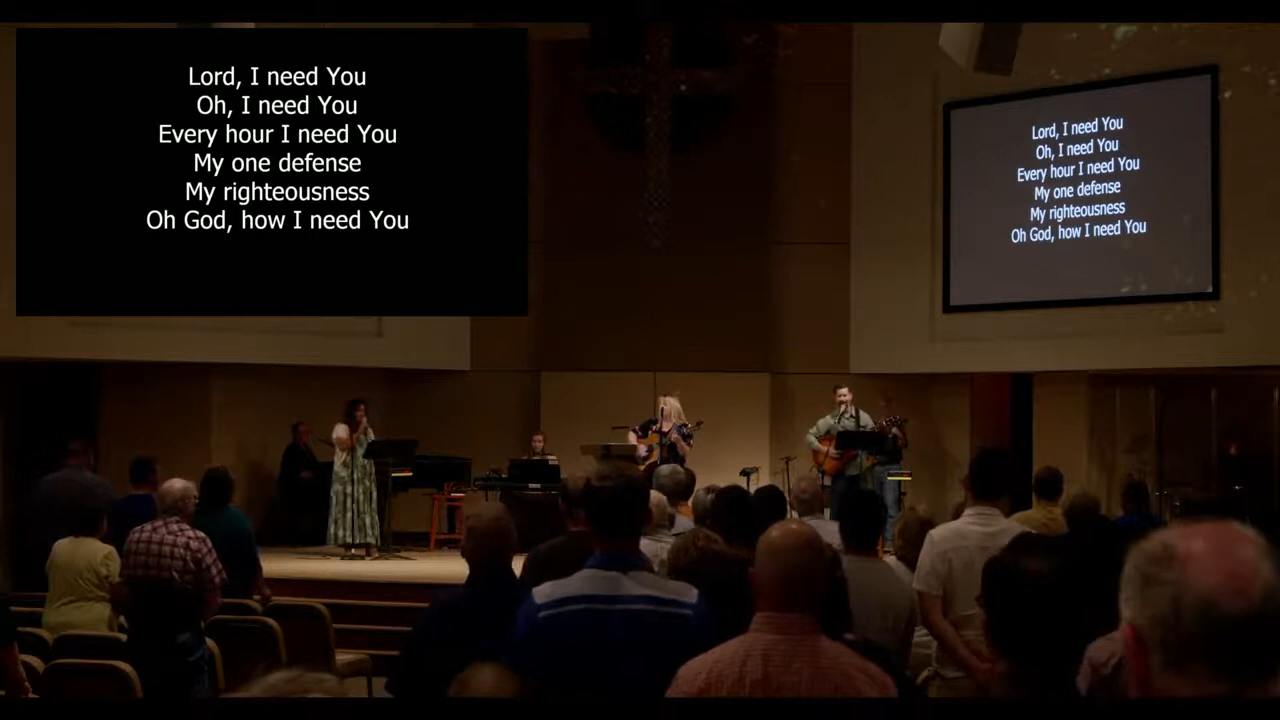 Lord, I need You
Oh, I need You
Every hour I need You
My one defense
My righteousness
Oh God, how I need You
Lord, I need You
Oh, I need You
Every hour I need You
My one defense
My righteousness
Oh God, how I need You